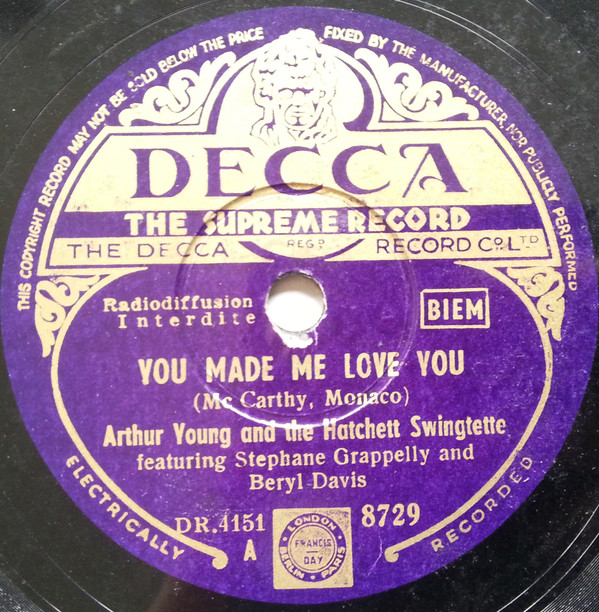 THIS COPYRIGHT RECORD MAY NOT BE SOLD BELOW THE PRICE FIXED BY THE MANUFACTURER, NOR PUBLICLY PERFORMED
DECCA
THE SUPREME RECORD
THE DECCA REGD RECORD CO LTD
Radiodiffusion
Interdite
BIEM
YOU MADE ME LOVE YOU
(Mc Carthy, Monaco)
Arthur Young and the Hatchett Swingtette
featuring Stephane Grappelly and
Beryl Davis
ELECTRICALLY RECORDED
DR.4151 8729
A
LONDON
FRANCIS
DAY
BERLIN PARIS